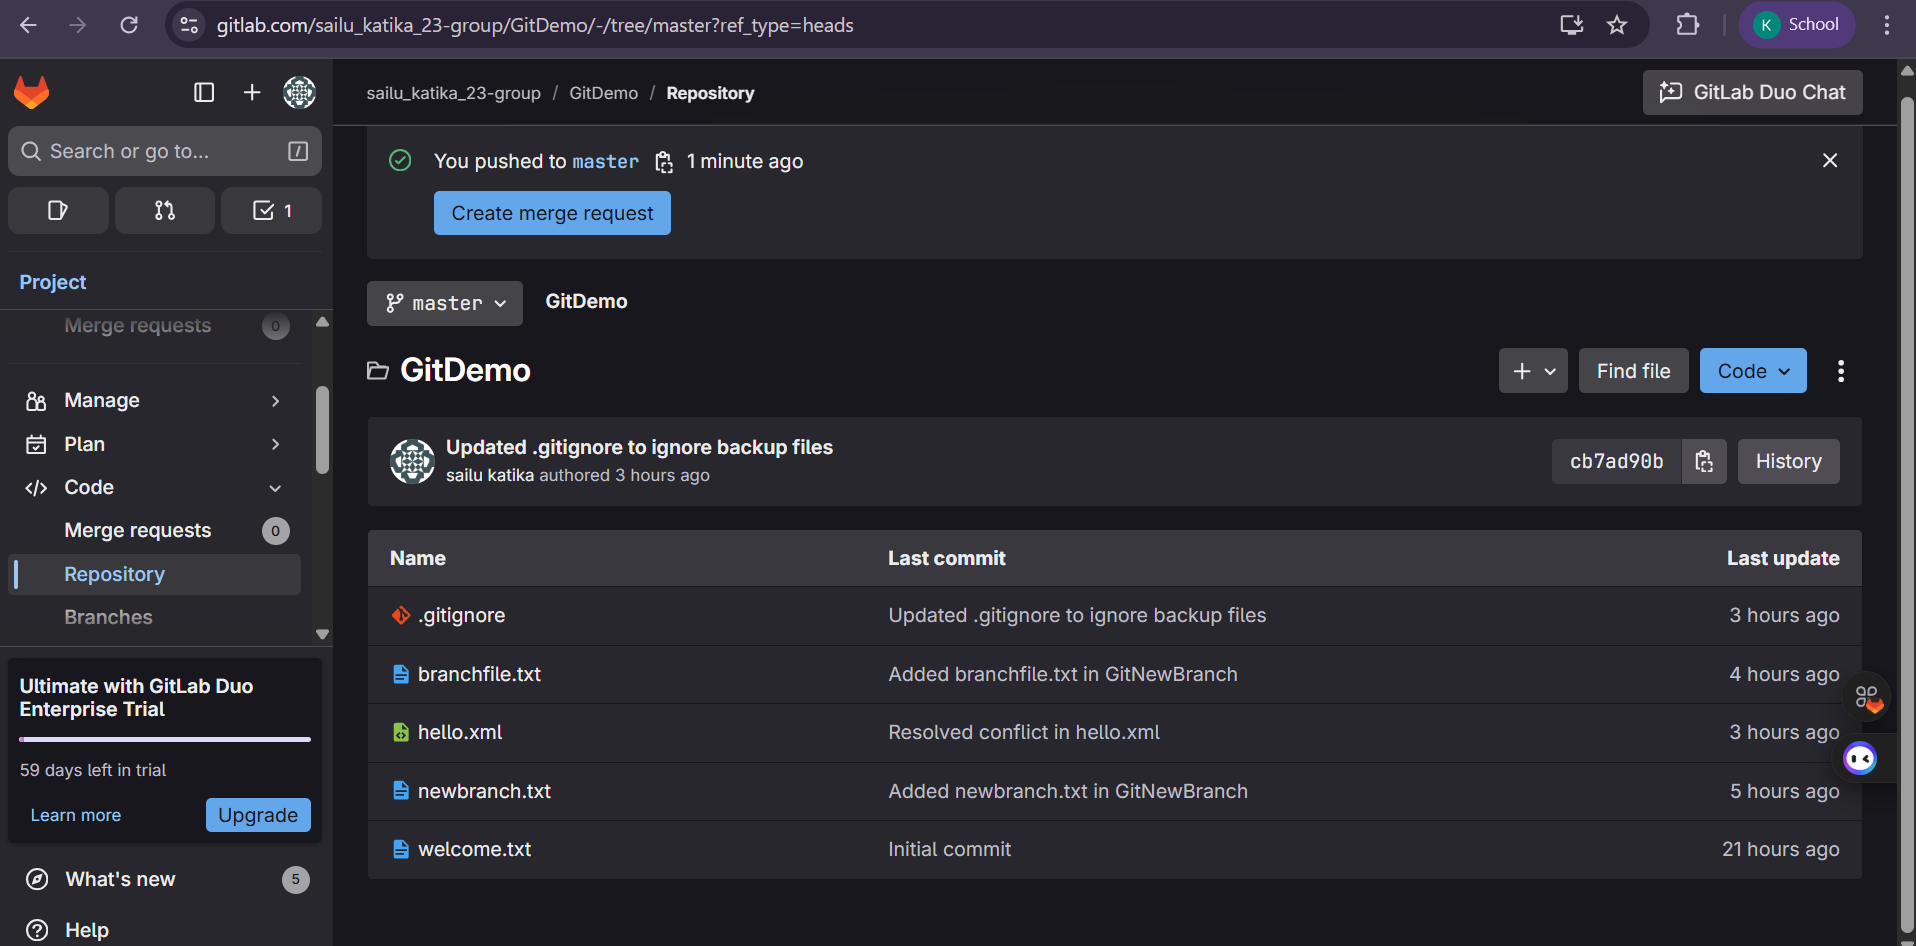 gitlab.com/sailu_katika_23-group/GitDemo/-/tree/master?ref_type=heads
K School
sailu_katika_23-group / GitDemo / Repository
GitLab Duo Chat
Search or go to...
/
1
Project
Merge requests 0
Manage
Plan
Code
Merge requests 0
Repository
Branches
Ultimate with GitLab Duo
Enterprise Trial
59 days left in trial
Learn more
Upgrade
What's new 5
Help
You pushed to master 1 minute ago
Create merge request
master
GitDemo
GitDemo
Find file
Code
Updated .gitignore to ignore backup files
sailu katika authored 3 hours ago
cb7ad90b
History
Name Last commit Last update
.gitignore Updated .gitignore to ignore backup files 3 hours ago
branchfile.txt Added branchfile.txt in GitNewBranch 4 hours ago
hello.xml Resolved conflict in hello.xml 3 hours ago
newbranch.txt Added newbranch.txt in GitNewBranch 5 hours ago
welcome.txt Initial commit 21 hours ago